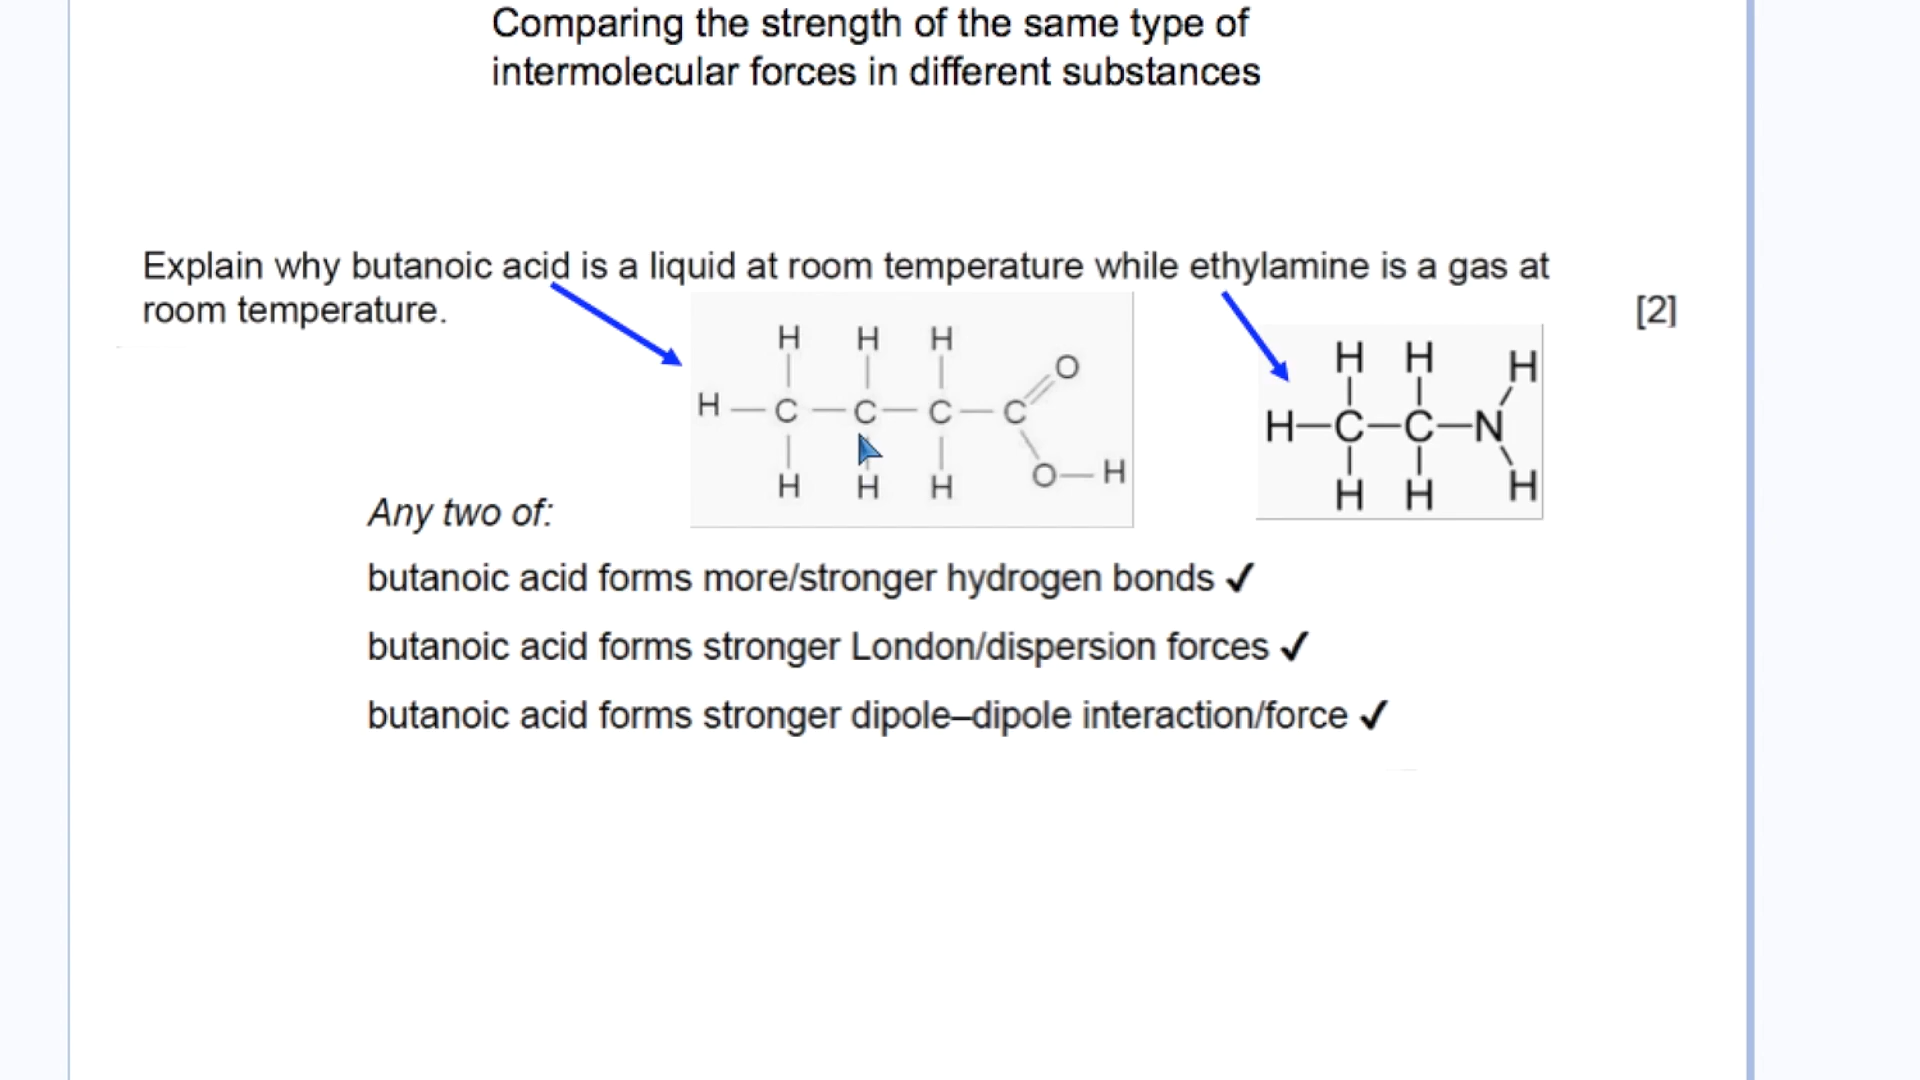 Comparing the strength of the same type of
intermolecular forces in different substances
Explain why butanoic acid is a liquid at room temperature while ethylamine is a gas at
room temperature.
[2]
H H H
O
H C C C C
O H
H H H
H H H
H C C N
H H H
Any two of:
butanoic acid forms more/stronger hydrogen bonds ✓
butanoic acid forms stronger London/dispersion forces ✓
butanoic acid forms stronger dipole–dipole interaction/force ✓